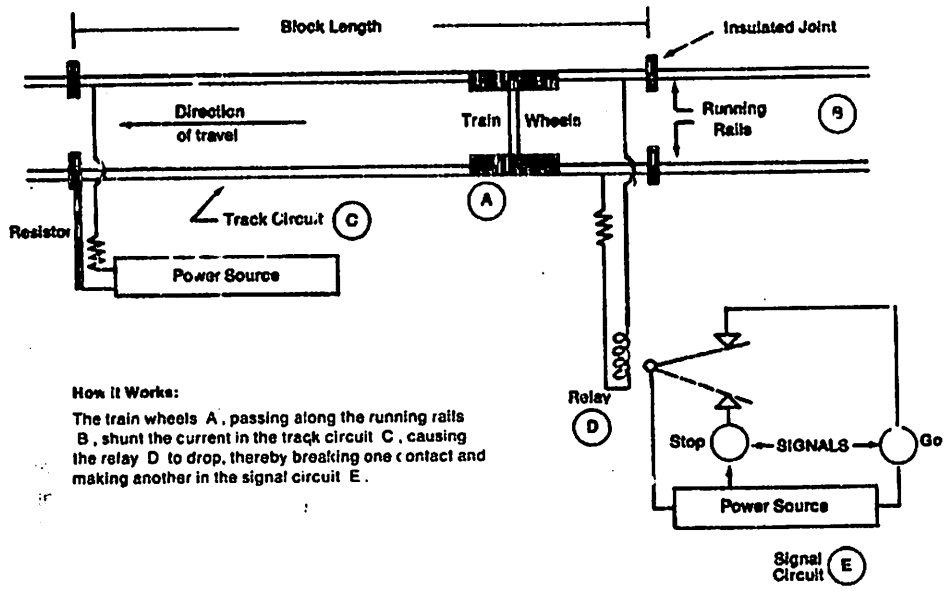 Block Length
Insulated Joint
Direction
of travel
Train Wheels
Running
Rails
B
A
Track Circuit C
Resistor
Power Source
How it Works:
The train wheels A, passing along the running rails
B, shunt the current in the track circuit C, causing
the relay D to drop, thereby breaking one contact and
making another in the signal circuit E.
Relay
D
Stop
SIGNALS
Go
Power Source
Signal
Circuit E